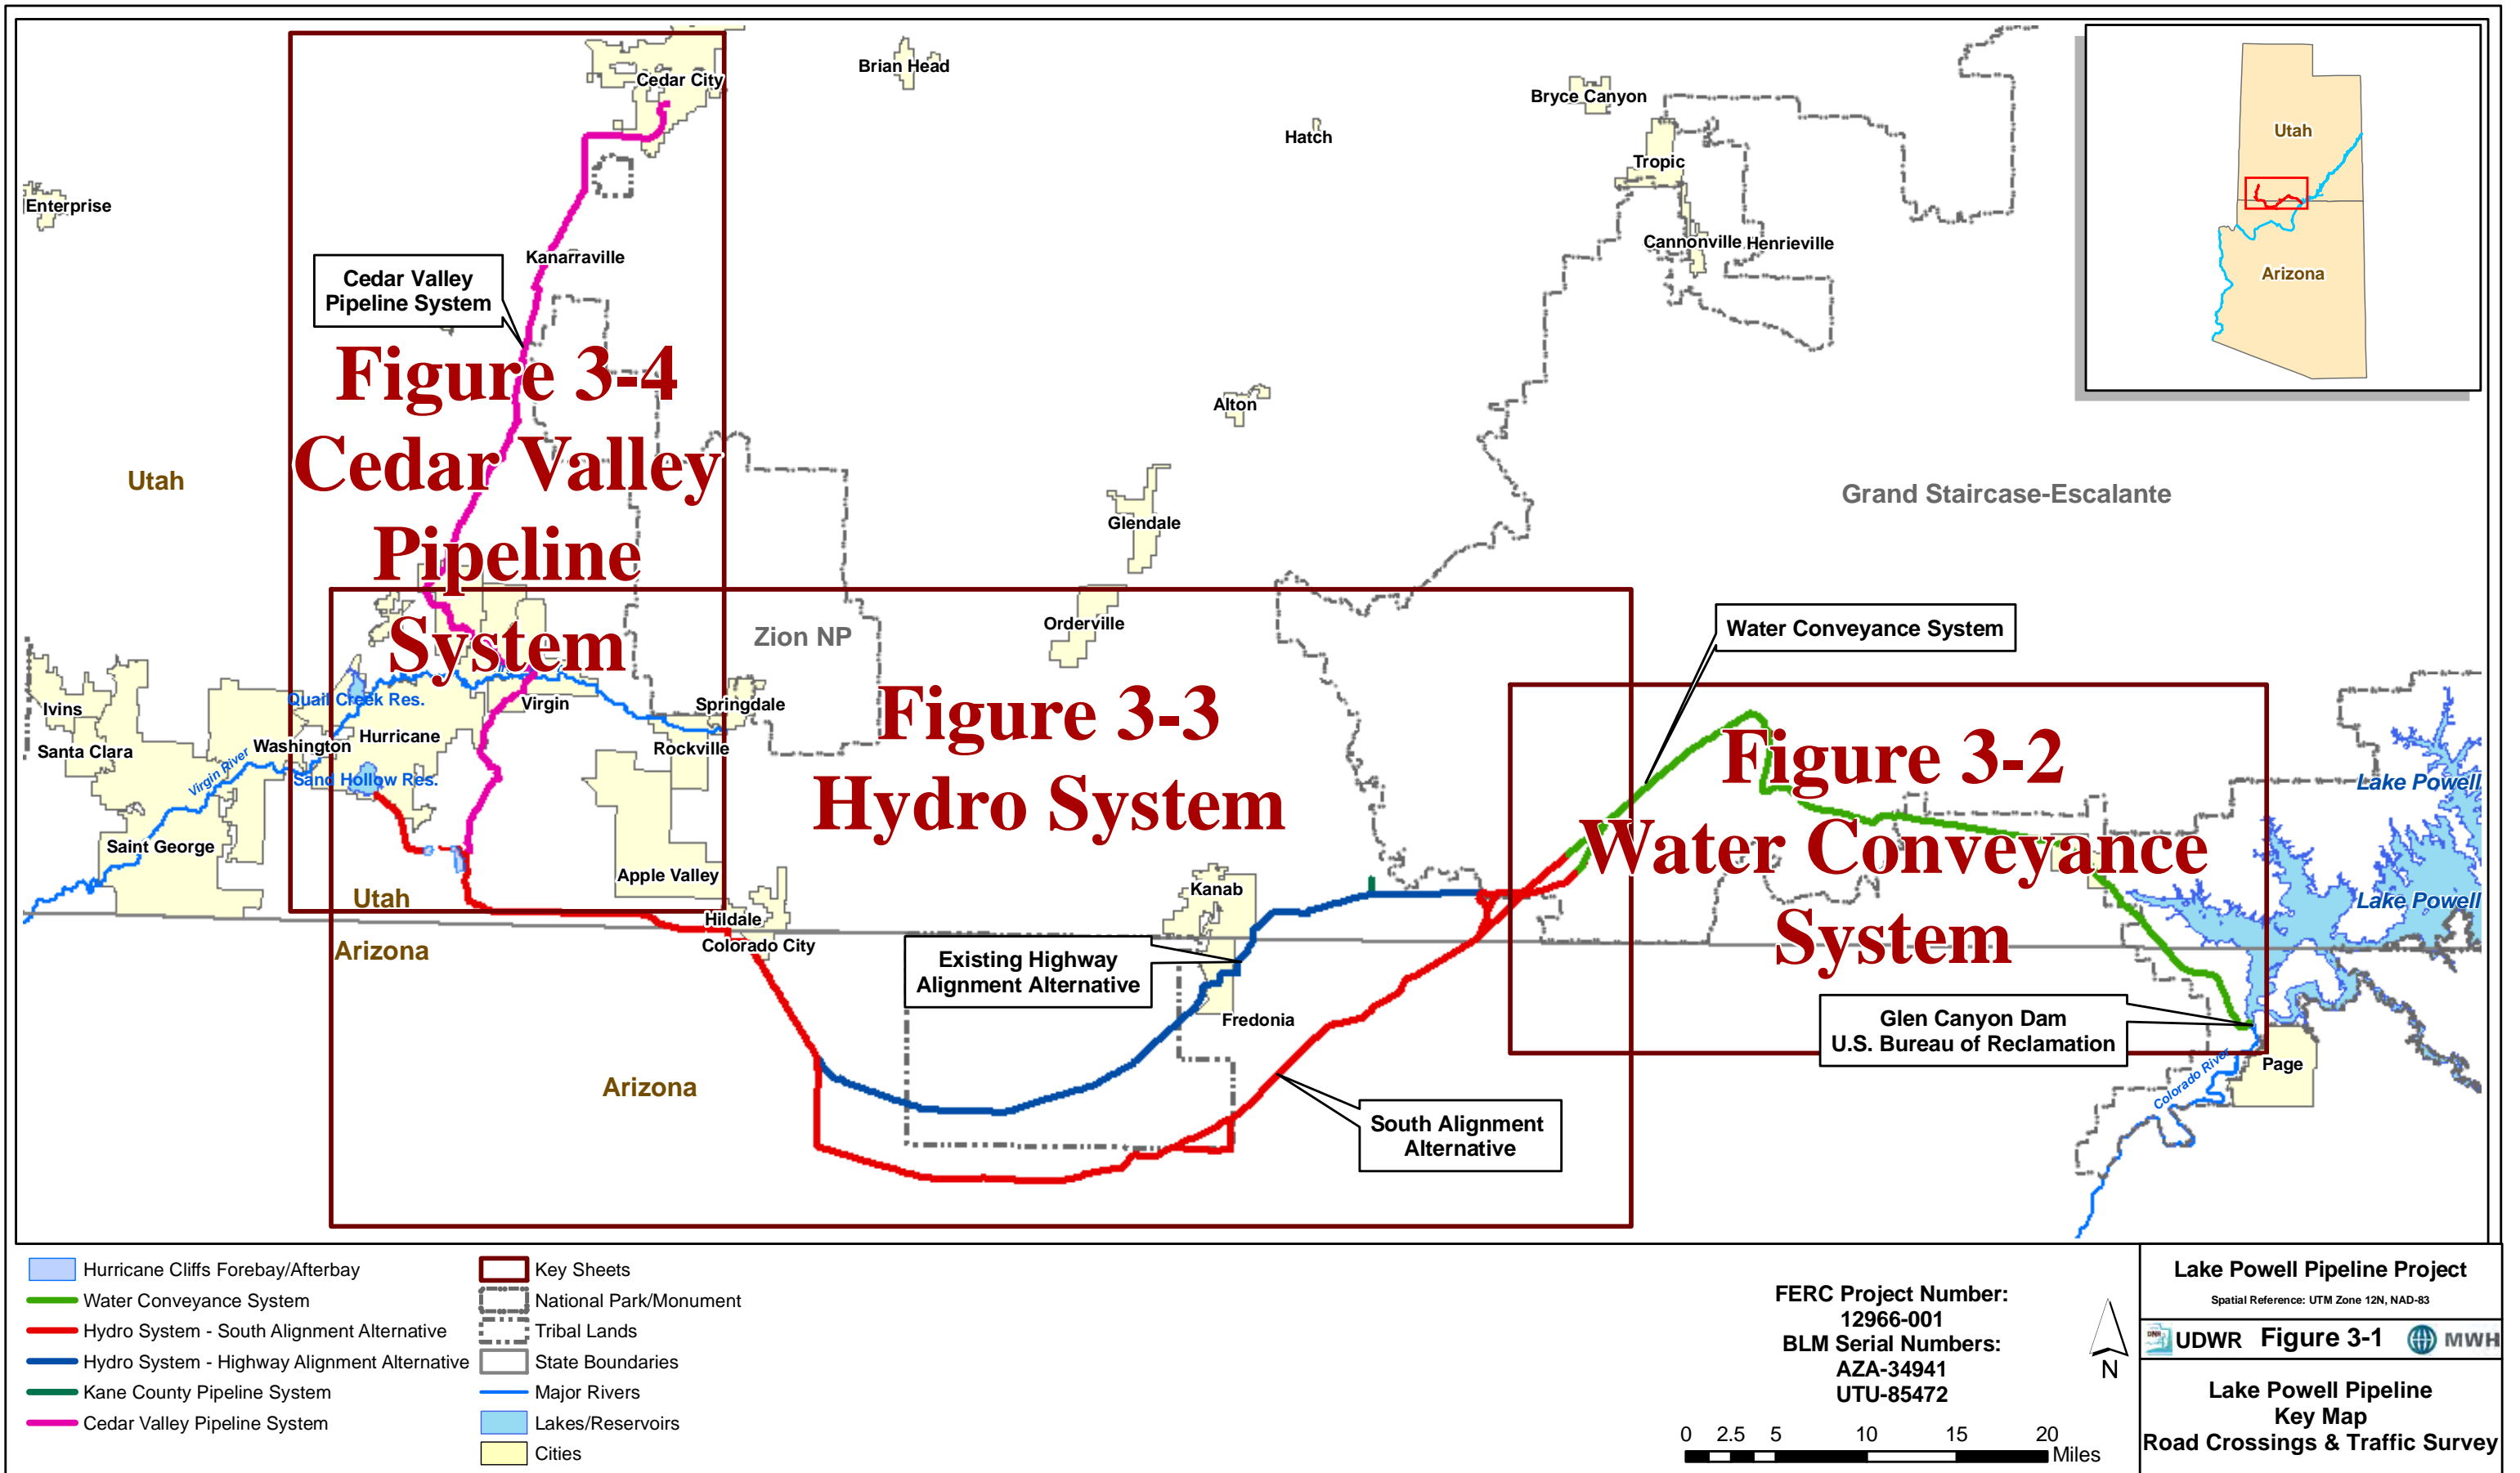 Cedar City
Brian Head
Bryce Canyon
Hatch
Tropic
Enterprise
Kanarraville
Cannonville
Henrieville
Cedar Valley
Pipeline System
Figure 3-4
Cedar Valley
Pipeline
System
Alton
Utah
Glendale
Grand Staircase-Escalante
Orderville
Zion NP
Water Conveyance System
Ivins
Quail Creek Res.
Virgin
Springdale
Santa Clara
Washington
Hurricane
Rockville
Virgin River
Sand Hollow Res.
Figure 3-3
Hydro System
Figure 3-2
Water Conveyance
System
Lake Powell
Lake Powell
Saint George
Apple Valley
Kanab
Utah
Hildale
Arizona
Colorado City
Existing Highway
Alignment Alternative
Fredonia
Glen Canyon Dam
U.S. Bureau of Reclamation
Page
Colorado River
Arizona
South Alignment
Alternative
Utah
Arizona
Hurricane Cliffs Forebay/Afterbay
Water Conveyance System
Hydro System - South Alignment Alternative
Hydro System - Highway Alignment Alternative
Kane County Pipeline System
Cedar Valley Pipeline System
Key Sheets
National Park/Monument
Tribal Lands
State Boundaries
Major Rivers
Lakes/Reservoirs
Cities
FERC Project Number:
12966-001
BLM Serial Numbers:
AZA-34941
UTU-85472
0 2.5 5 10 15 20
Miles
N
Lake Powell Pipeline Project
Spatial Reference: UTM Zone 12N, NAD-83
UDWR Figure 3-1 MWH
Lake Powell Pipeline
Key Map
Road Crossings & Traffic Survey